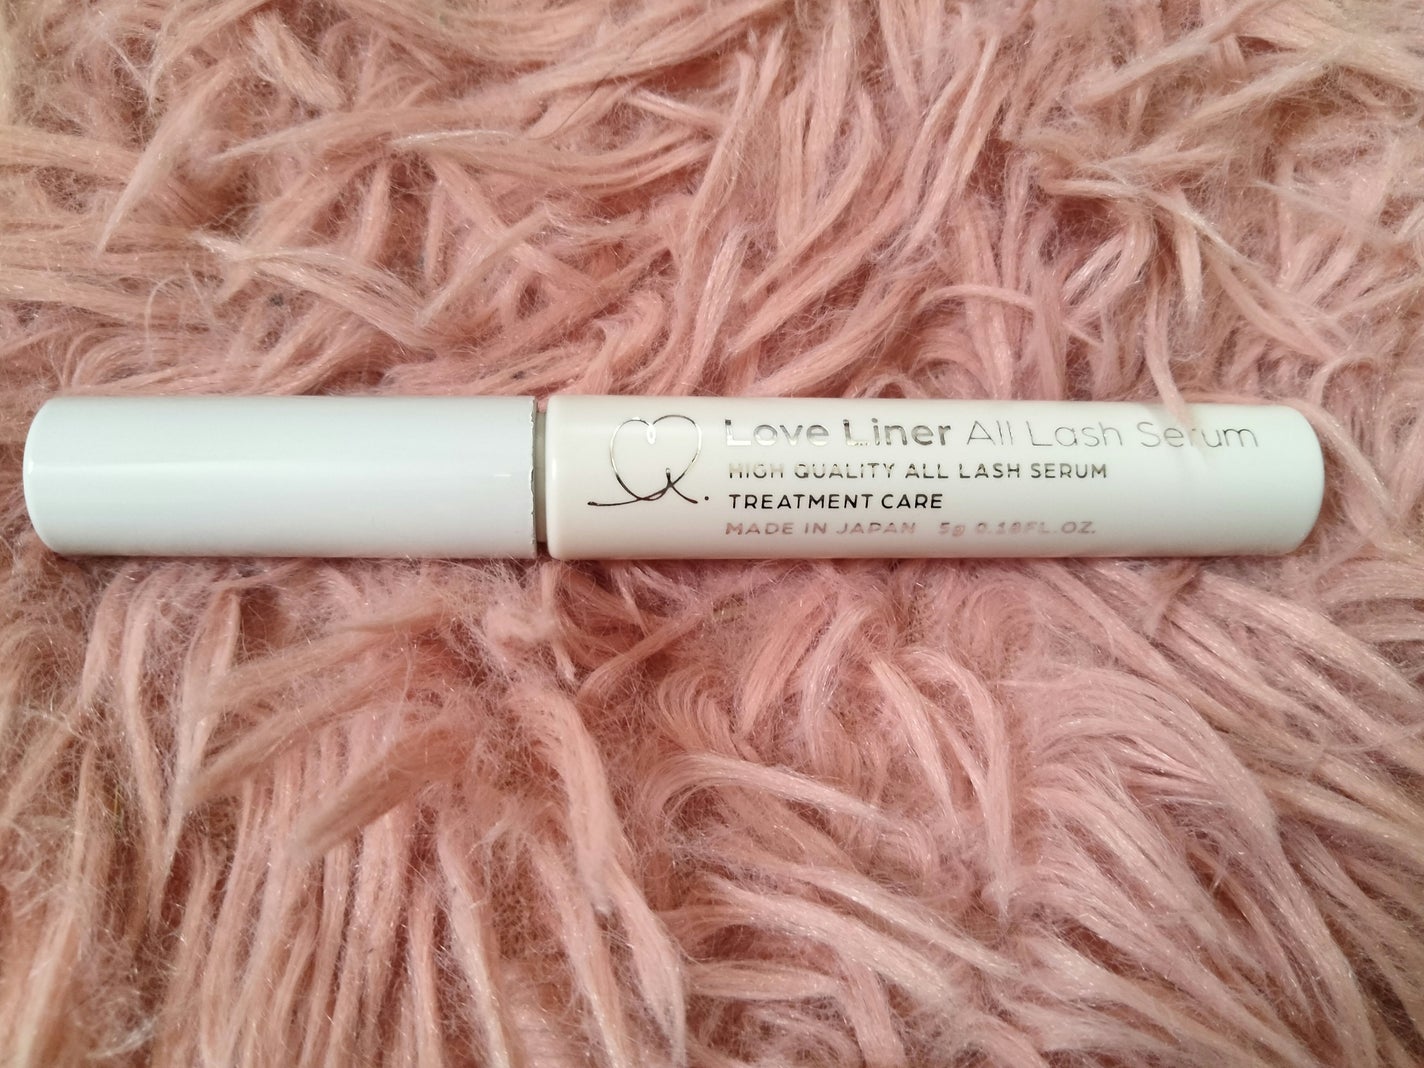 Love Liner All Lash Serum
HIGH QUALITY ALL LASH SERUM
TREATMENT CARE
MADE IN JAPAN 5g 0.18FL.OZ.